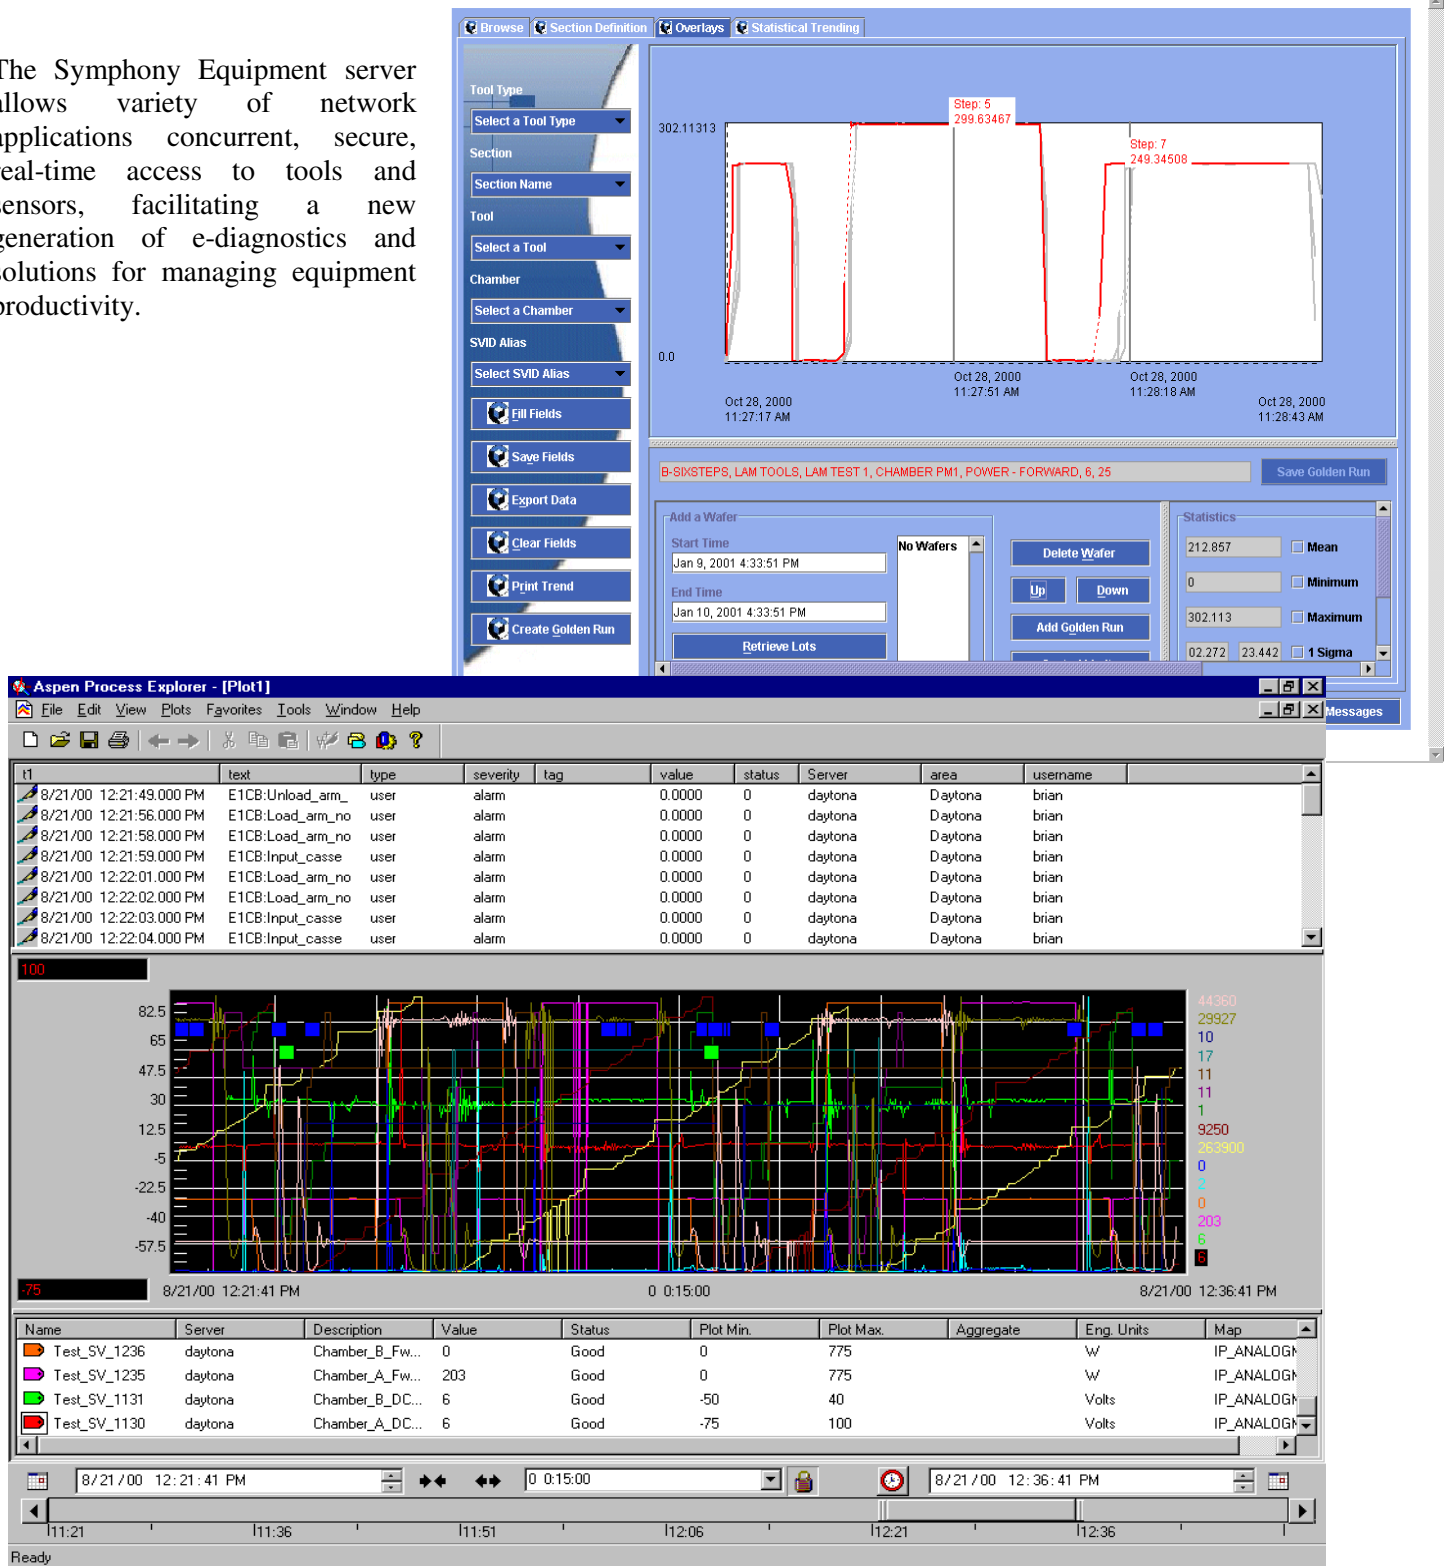 The Symphony Equipment server
allows variety of network
applications concurrent, secure,
real-time access to tools and
sensors, facilitating a new
generation of e-diagnostics and
solutions for managing equipment
productivity.
Browse Section Definition Overlays Statistical Trending
Tool Type
Select a Tool Type
Section
Section Name
Tool
Select a Tool
Chamber
Select a Chamber
SVID Alias
Select SVID Alias
Fill Fields
Save Fields
Export Data
Clear Fields
Print Trend
Create Golden Run
302.11313
0.0
Step: 5
299.63467
Step: 7
249.34508
Oct 28, 2000
11:27:17 AM
Oct 28, 2000
11:27:51 AM
Oct 28, 2000
11:28:18 AM
Oct 28, 2000
11:28:43 AM
B-SIXSTEPS, LAM TOOLS, LAM TEST 1, CHAMBER PM1, POWER - FORWARD, 6, 25
Save Golden Run
Add a Wafer
Start Time
Jan 9, 2001 4:33:51 PM
End Time
Jan 10, 2001 4:33:51 PM
Retrieve Lots
No Wafers
Delete Wafer
Up Down
Add Golden Run
Statistics
212.857 Mean
0 Minimum
302.113 Maximum
02.272 23.442 1 Sigma
Messages
Aspen Process Explorer - [Plot1]
File Edit View Plots Favorites Tools Window Help
t1 text type severity tag value status Server area username
8/21/00 12:21:49.000 PM E1CB:Unload_arm_ user alarm 0.0000 0 daytona Daytona brian
8/21/00 12:21:56.000 PM E1CB:Load_arm_no user alarm 0.0000 0 daytona Daytona brian
8/21/00 12:21:58.000 PM E1CB:Load_arm_no user alarm 0.0000 0 daytona Daytona brian
8/21/00 12:21:59.000 PM E1CB:Input_casse user alarm 0.0000 0 daytona Daytona brian
8/21/00 12:22:01.000 PM E1CB:Load_arm_no user alarm 0.0000 0 daytona Daytona brian
8/21/00 12:22:02.000 PM E1CB:Load_arm_no user alarm 0.0000 0 daytona Daytona brian
8/21/00 12:22:03.000 PM E1CB:Input_casse user alarm 0.0000 0 daytona Daytona brian
8/21/00 12:22:04.000 PM E1CB:Input_casse user alarm 0.0000 0 daytona Daytona brian
100
82.5
65
47.5
30
12.5
-5
-22.5
-40
-57.5
-75
44360
29927
10
17
11
11
1
9250
263900
0
2
0
203
6
6
8/21/00 12:21:41 PM 0 0:15:00 8/21/00 12:36:41 PM
Name Server Description Value Status Plot Min. Plot Max. Aggregate Eng. Units Map
Test_SV_1236 daytona Chamber_B_Fw... 0 Good 0 775 W IP_ANALOGM
Test_SV_1235 daytona Chamber_A_Fw... 203 Good 0 775 W IP_ANALOGM
Test_SV_1131 daytona Chamber_B_DC... 6 Good -50 40 Volts IP_ANALOGM
Test_SV_1130 daytona Chamber_A_DC... 6 Good -75 100 Volts IP_ANALOGM
8/21/00 12:21:41 PM 0 0:15:00 8/21/00 12:36:41 PM
11:21 11:36 11:51 12:06 12:21 12:36
Ready